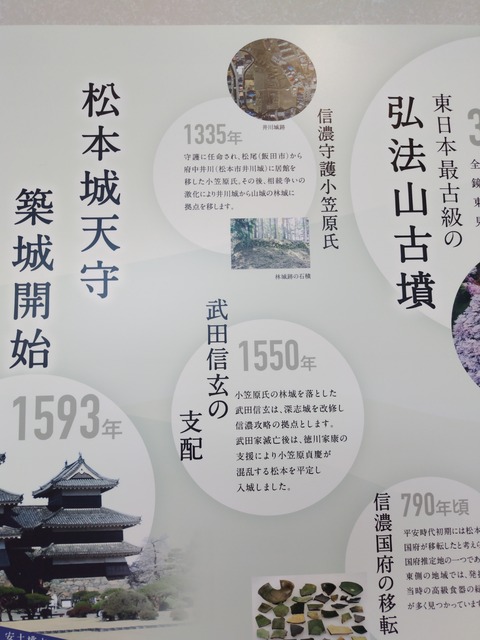 東日本最古級の
弘法山古墳
全
鏡
東
界
信濃守護小笠原氏
1335年
守護に任命され、松尾(飯田市)から
府中井川(松本市井川城)に居館を
移した小笠原氏。その後、相続争いの
激化により井川城から山城の林城に
拠点を移します。
井川城跡
林城跡の石積
松本城天守
築城開始
1593年
武田信玄の
支配
1550年
小笠原氏の林城を落とした
武田信玄は、深志城を改修し
信濃攻略の拠点とします。
武田家滅亡後は、徳川家康の
支援により小笠原貞慶が
混乱する松本を平定し
入城しました。
信濃国府の移転
790年頃
平安時代初期には松本
国府が移転したと考え
国府推定地の一つであ
東側の地域では、発
当時の高級食器の
が多く見つかっています